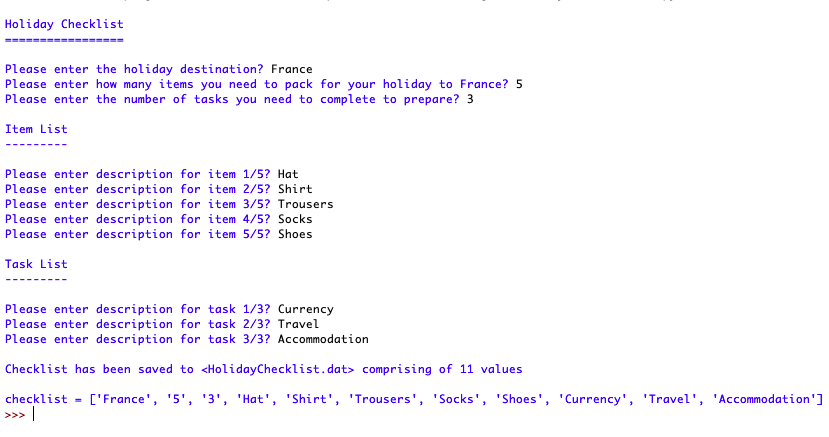 Holiday Checklist
=================
Please enter the holiday destination? France
Please enter how many items you need to pack for your holiday to France? 5
Please enter the number of tasks you need to complete to prepare? 3
Item List
---------
Please enter description for item 1/5? Hat
Please enter description for item 2/5? Shirt
Please enter description for item 3/5? Trousers
Please enter description for item 4/5? Socks
Please enter description for item 5/5? Shoes
Task List
---------
Please enter description for task 1/3? Currency
Please enter description for task 2/3? Travel
Please enter description for task 3/3? Accommodation
Checklist has been saved to <HolidayChecklist.dat> comprising of 11 values
checklist = ['France', '5', '3', 'Hat', 'Shirt', 'Trousers', 'Socks', 'Shoes', 'Currency', 'Travel', 'Accommodation']
>>>